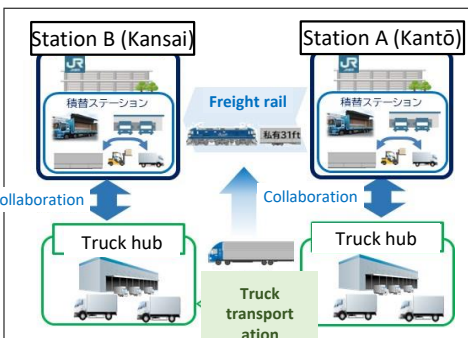 Station B (Kansai)
Station A (Kantō)
JR
JR
積替ステーション
Freight rail
積替ステーション
私有31ft
ollaboration
Collaboration
Truck hub
Truck hub
Truck
transport
ation